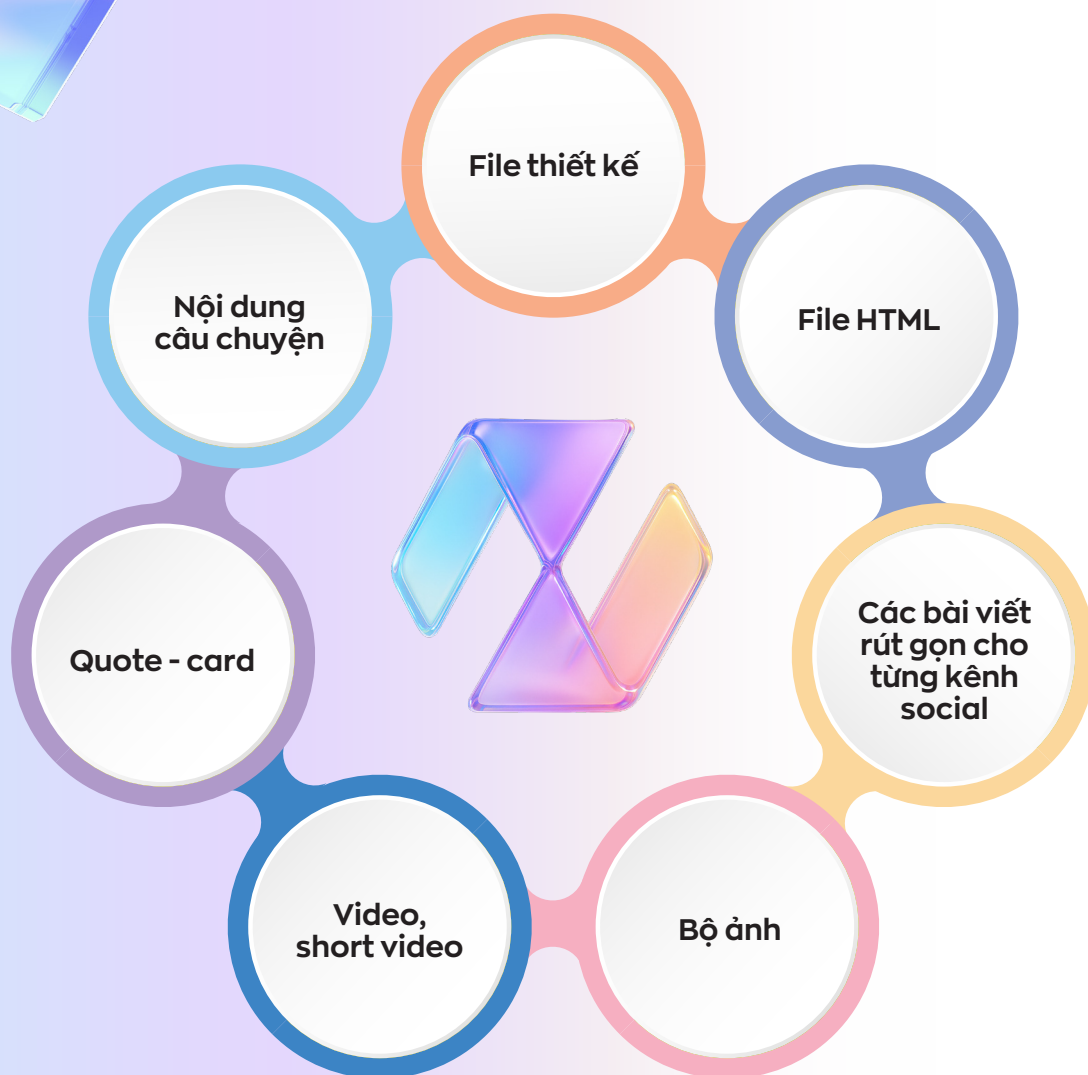 File thiết kế
Nội dung
câu chuyện
File HTML
Quote - card
Các bài viết
rút gọn cho
từng kênh
social
Video,
short video
Bộ ảnh